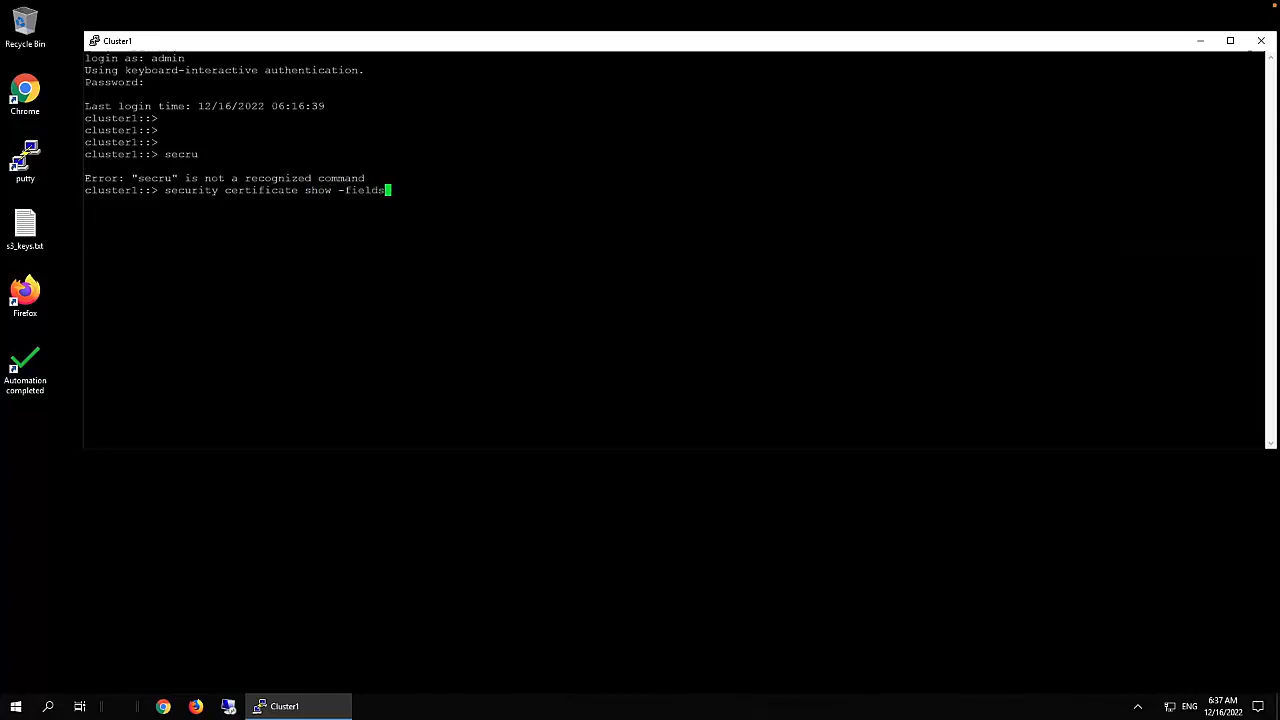 Recycle Bin
Chrome
putty
s3_keys.txt
Firefox
Automation
completed
Cluster1
login as: admin
Using keyboard-interactive authentication.
Password:
Last login time: 12/16/2022 06:16:39
cluster1::>
cluster1::>
cluster1::>
cluster1::> secru
Error: "secru" is not a recognized command
cluster1::> security certificate show -fields
Cluster1
ENG
6:37 AM
12/16/2022